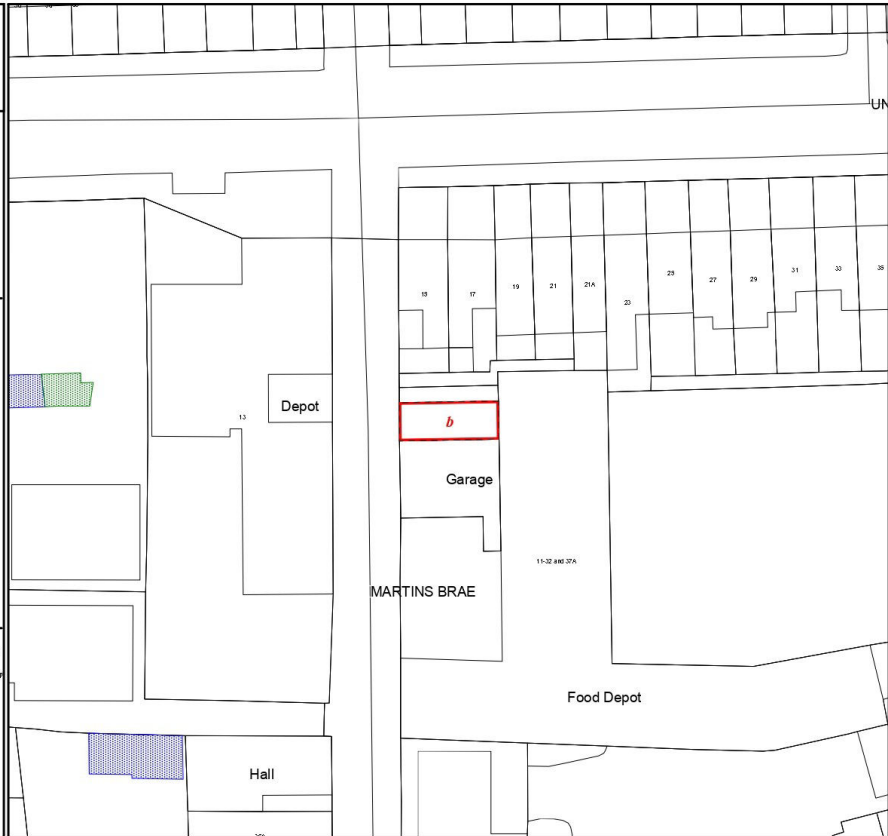 UN
15
17
19
21
21A
23
25
27
29
31
33
35
13
Depot
b
Garage
11-32 and 37A
MARTINS BRAE
Food Depot
Hall